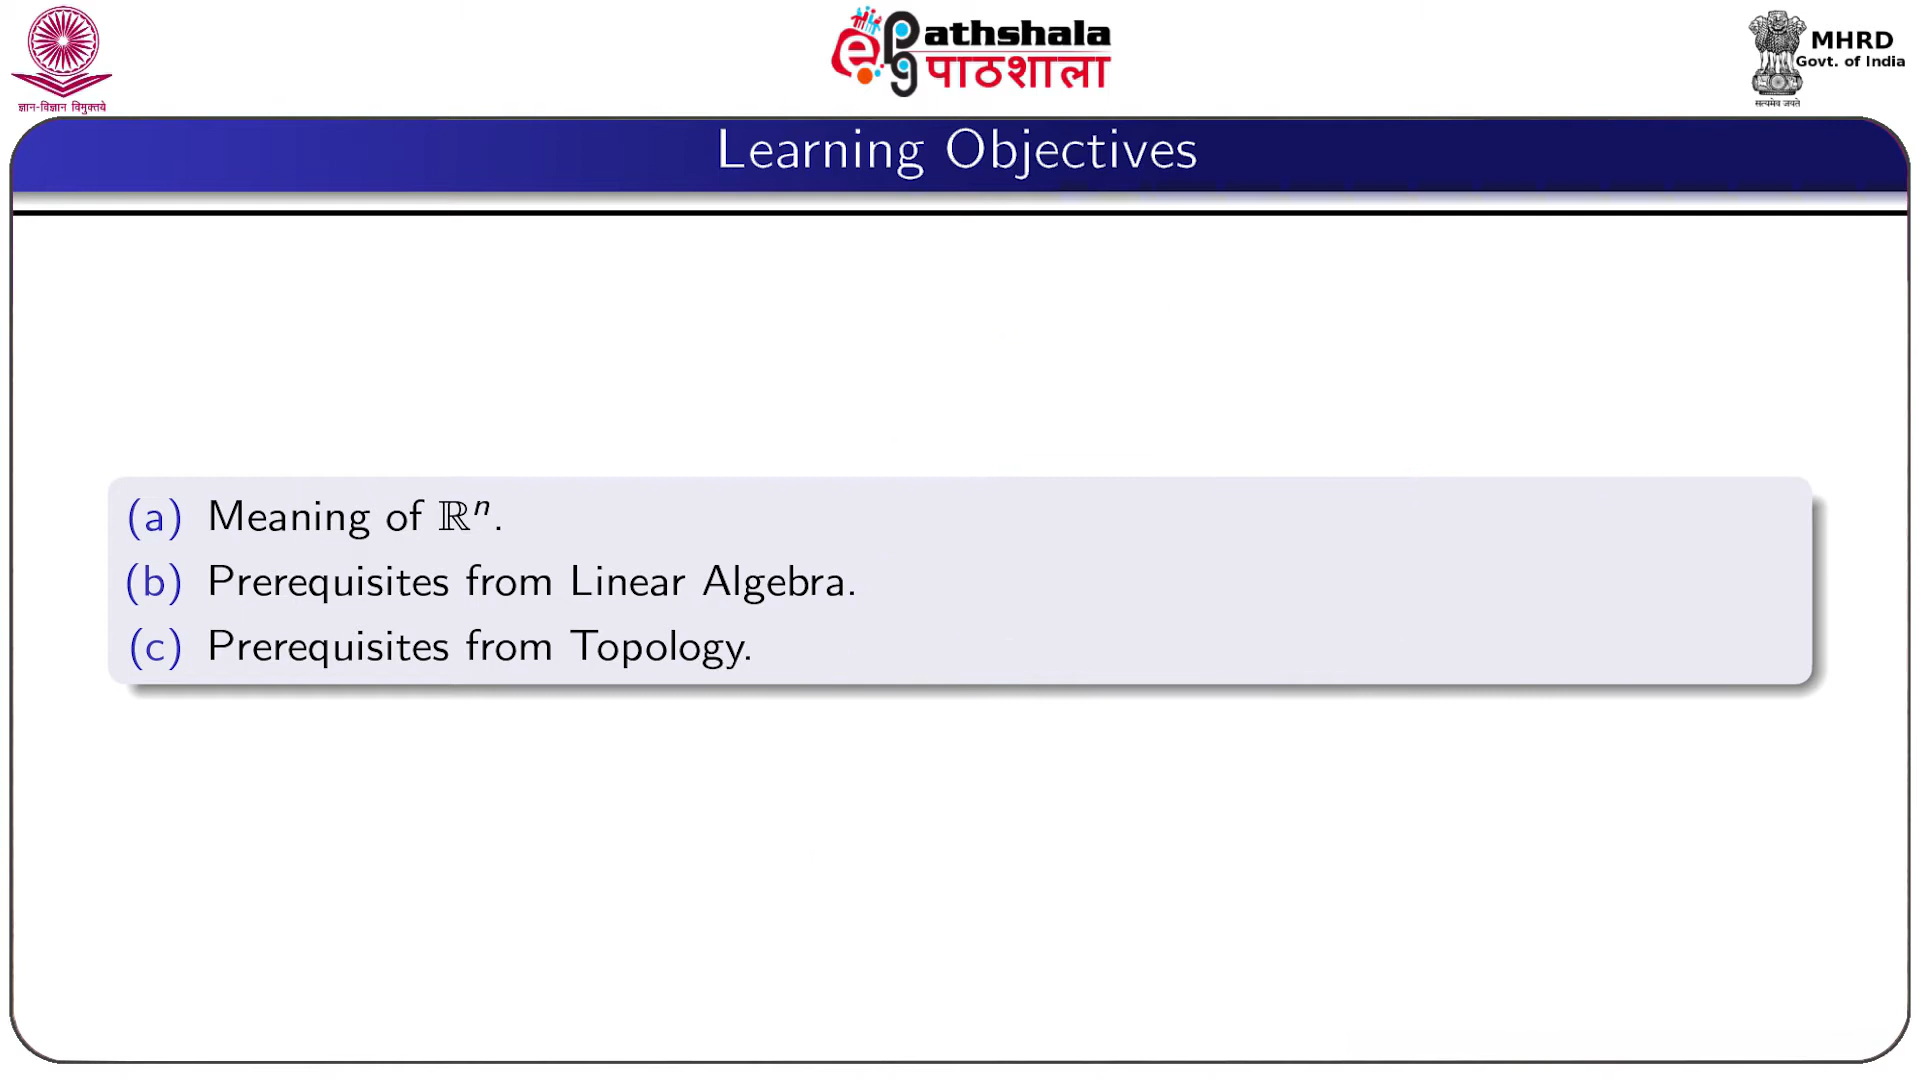 ज्ञान-विज्ञान विमुक्तये
ePG Pathshala
पाठशाला
MHRD
Govt. of India
सत्यमेव जयते
Learning Objectives
(a) Meaning of ℝⁿ.
(b) Prerequisites from Linear Algebra.
(c) Prerequisites from Topology.